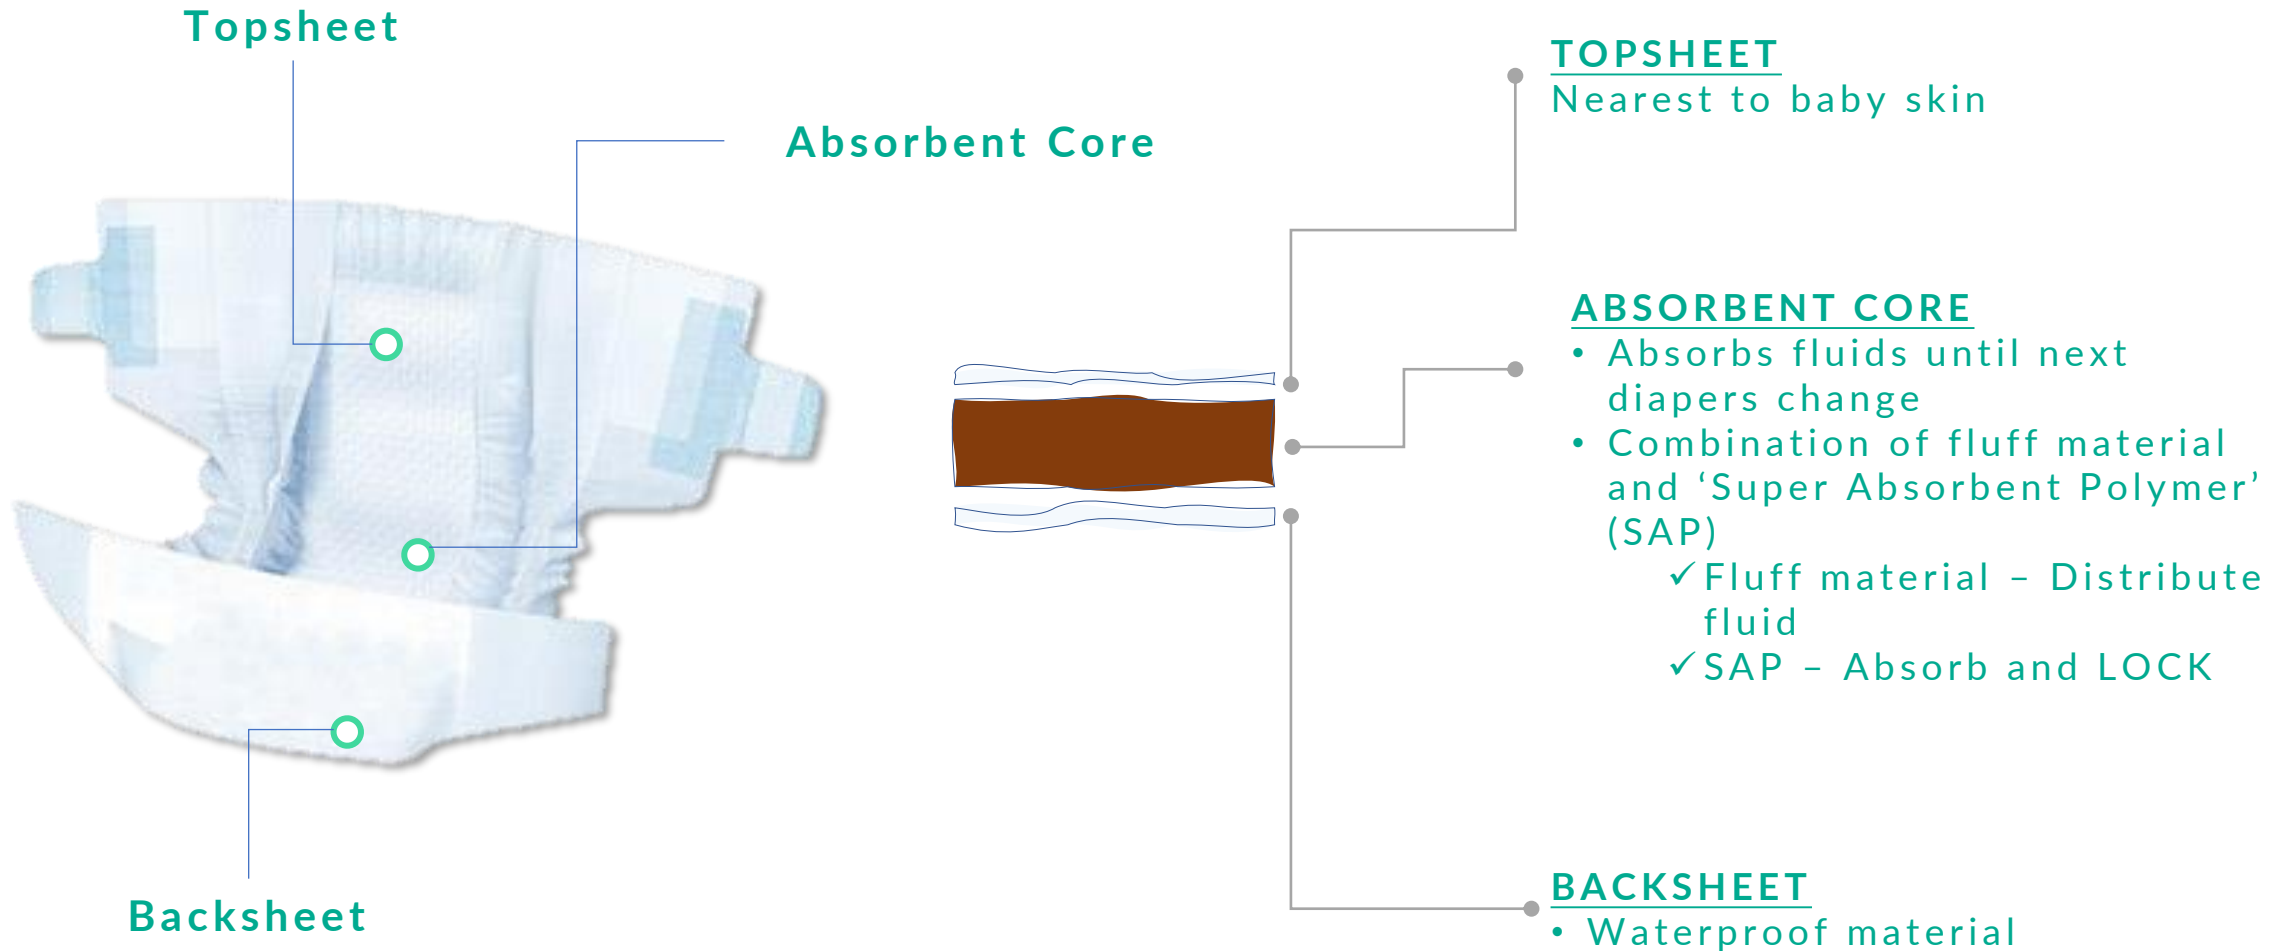 Topsheet
Absorbent Core
Backsheet
TOPSHEET
Nearest to baby skin
ABSORBENT CORE
• Absorbs fluids until next
diapers change
• Combination of fluff material
and ‘Super Absorbent Polymer’
(SAP)
✓Fluff material – Distribute
fluid
✓SAP – Absorb and LOCK
BACKSHEET
• Waterproof material